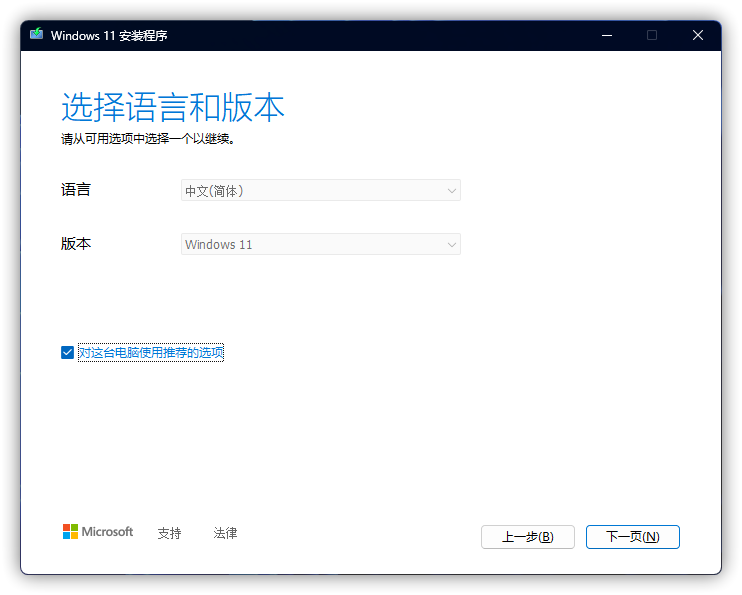 Windows 11 安装程序
选择语言和版本
请从可用选项中选择一个以继续。
语言 中文(简体)
版本 Windows 11
对这台电脑使用推荐的选项
Microsoft 支持 法律 上一步(B) 下一页(N)